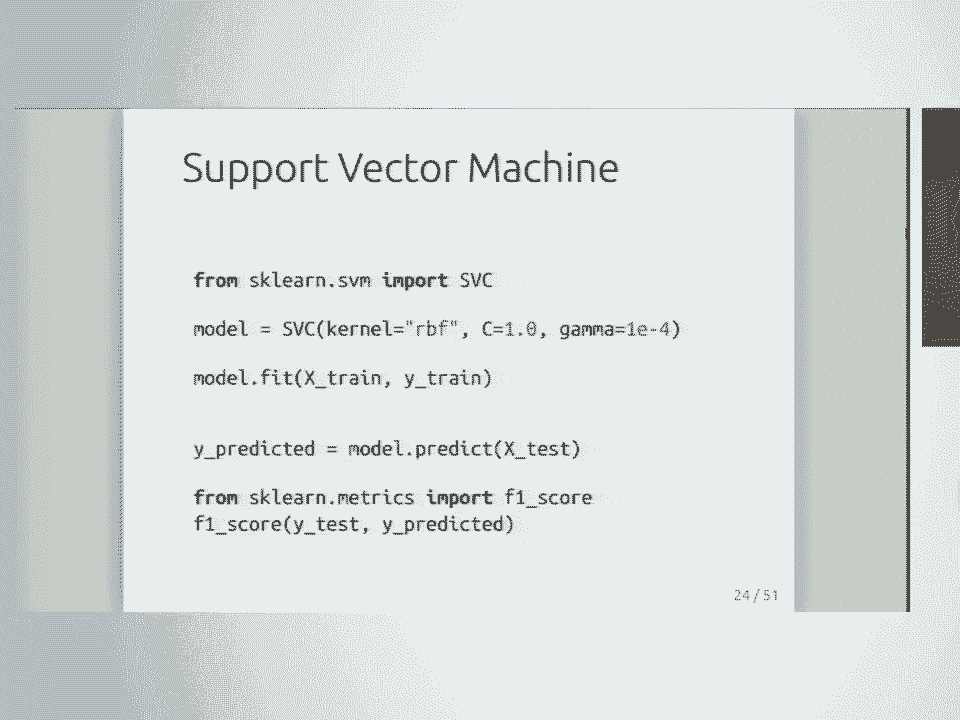 Support Vector Machine
from sklearn.svm import SVC
model = SVC(kernel="rbf", C=1.0, gamma=1e-4)
model.fit(X_train, y_train)
y_predicted = model.predict(X_test)
from sklearn.metrics import f1_score
f1_score(y_test, y_predicted)
24 / 51